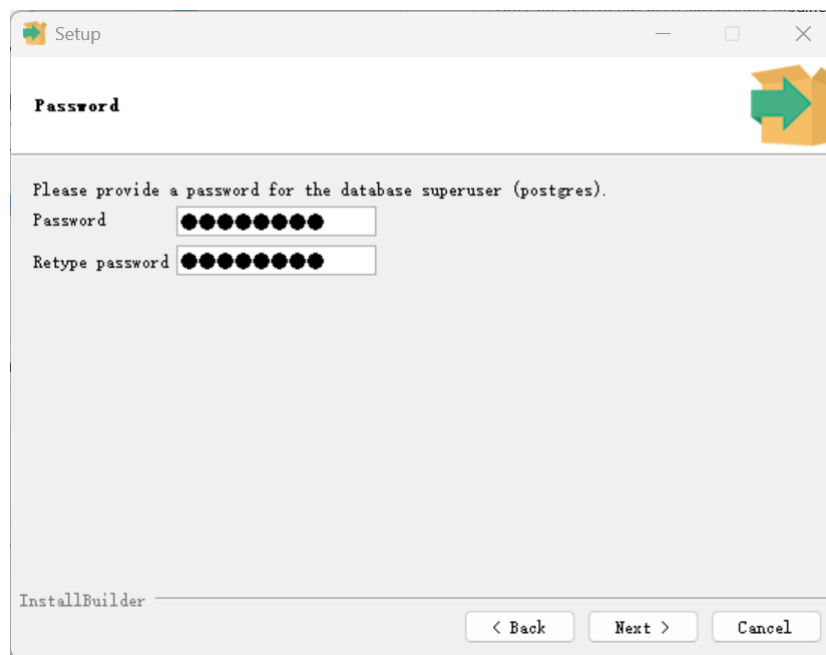 Setup
Password
Please provide a password for the database superuser (postgres).
Password ●●●●●●●●
Retype password ●●●●●●●●
InstallBuilder
< Back Next > Cancel